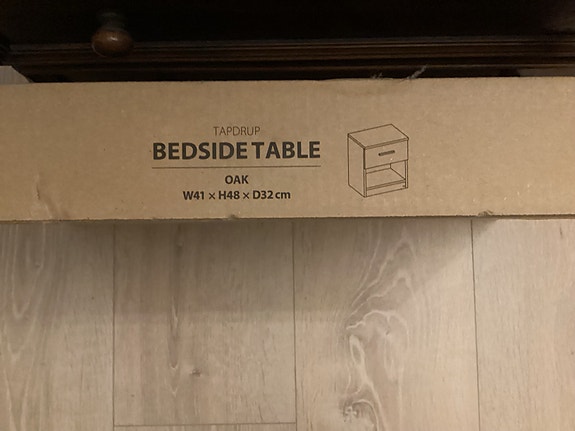 TAPDRUP
BEDSIDE TABLE
OAK
W41 × H48 × D32 cm